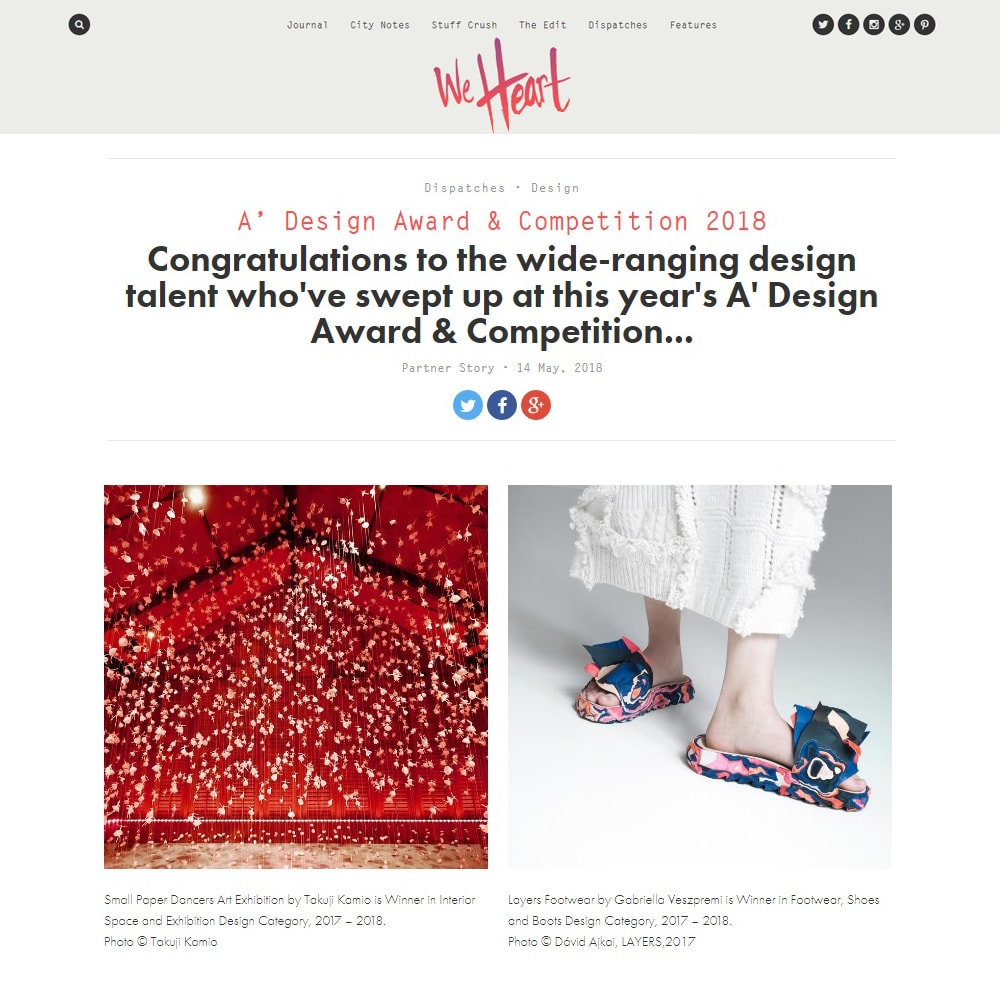 Journal City Notes Stuff Crush The Edit Dispatches Features
We Heart
Dispatches · Design
A’ Design Award & Competition 2018
Congratulations to the wide-ranging design
talent who've swept up at this year's A' Design
Award & Competition...
Partner Story · 14 May, 2018
Small Paper Dancers Art Exhibition by Takuji Kamio is Winner in Interior
Space and Exhibition Design Category, 2017 – 2018.
Photo © Takuji Kamio
Layers Footwear by Gabriella Veszpremi is Winner in Footwear, Shoes
and Boots Design Category, 2017 – 2018.
Photo © Dávid Ajkai, LAYERS,2017